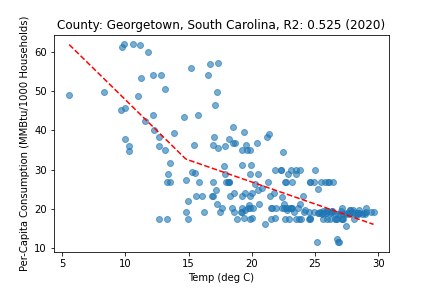 County: Georgetown, South Carolina, R2: 0.525 (2020)
Per-Capita Consumption (MMBtu/1000 Households)
60
50
40
30
20
10
5 10 15 20 25 30
Temp (deg C)